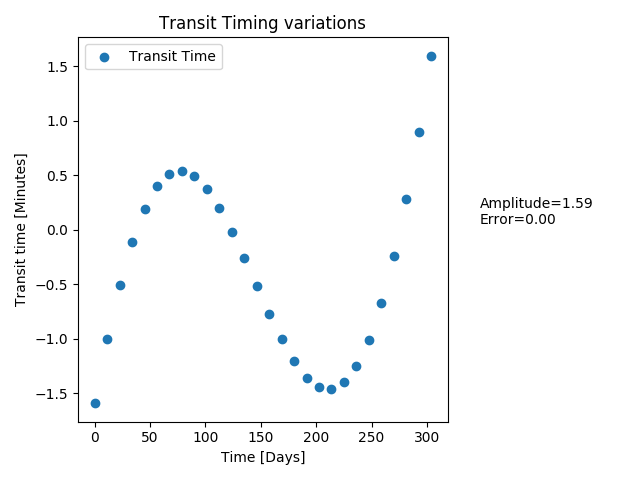 Transit Timing variations
Transit Time
1.5
1.0
0.5
0.0
−0.5
−1.0
−1.5
Transit time [Minutes]
0 50 100 150 200 250 300
Time [Days]
Amplitude=1.59
Error=0.00